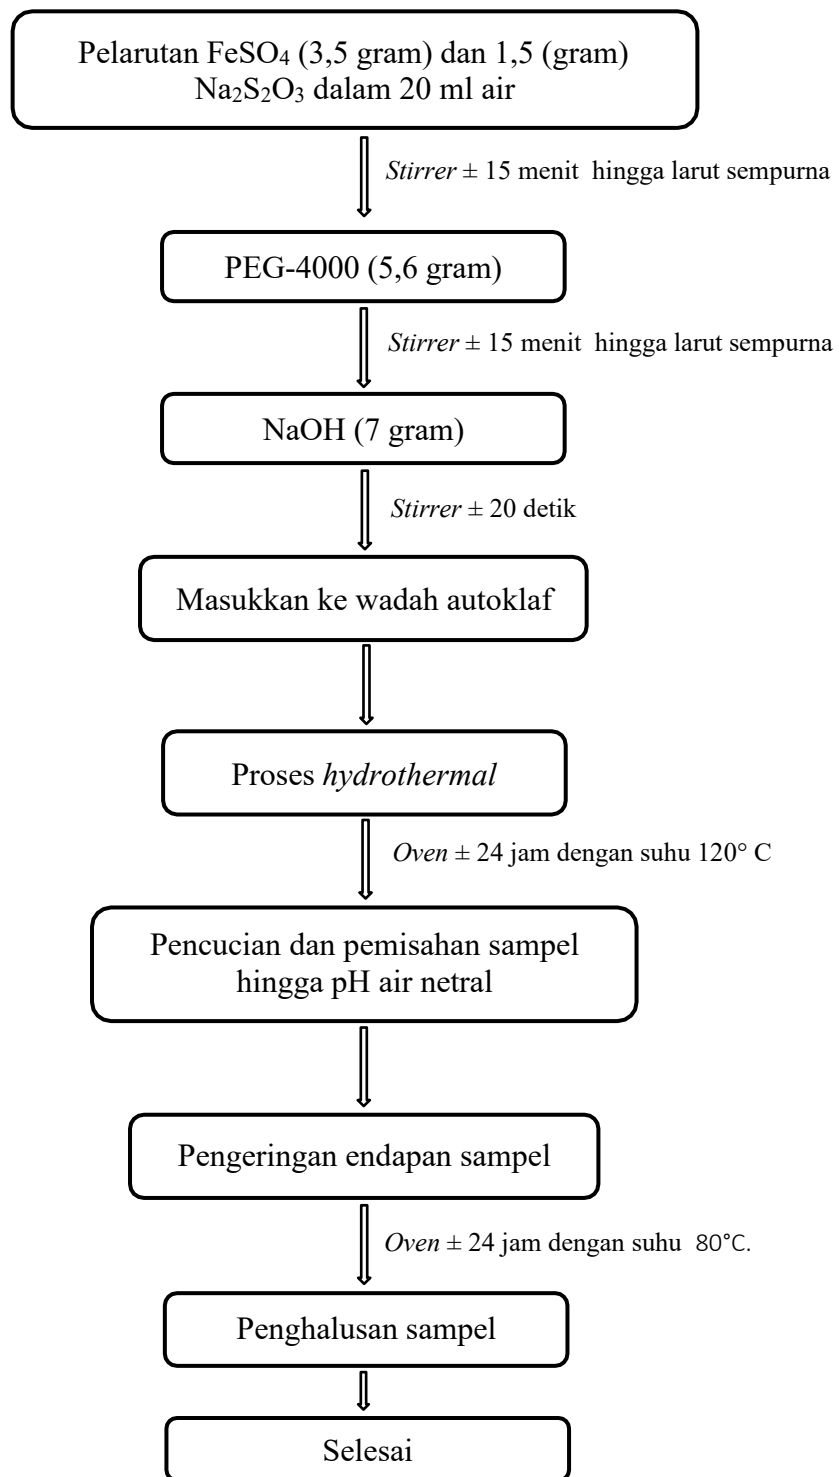 Pelarutan FeSO₄ (3,5 gram) dan 1,5 (gram)
Na₂S₂O₃ dalam 20 ml air
Stirrer ± 15 menit hingga larut sempurna
PEG-4000 (5,6 gram)
Stirrer ± 15 menit hingga larut sempurna
NaOH (7 gram)
Stirrer ± 20 detik
Masukkan ke wadah autoklaf
Proses hydrothermal
Oven ± 24 jam dengan suhu 120° C
Pencucian dan pemisahan sampel
hingga pH air netral
Pengeringan endapan sampel
Oven ± 24 jam dengan suhu 80°C.
Penghalusan sampel
Selesai